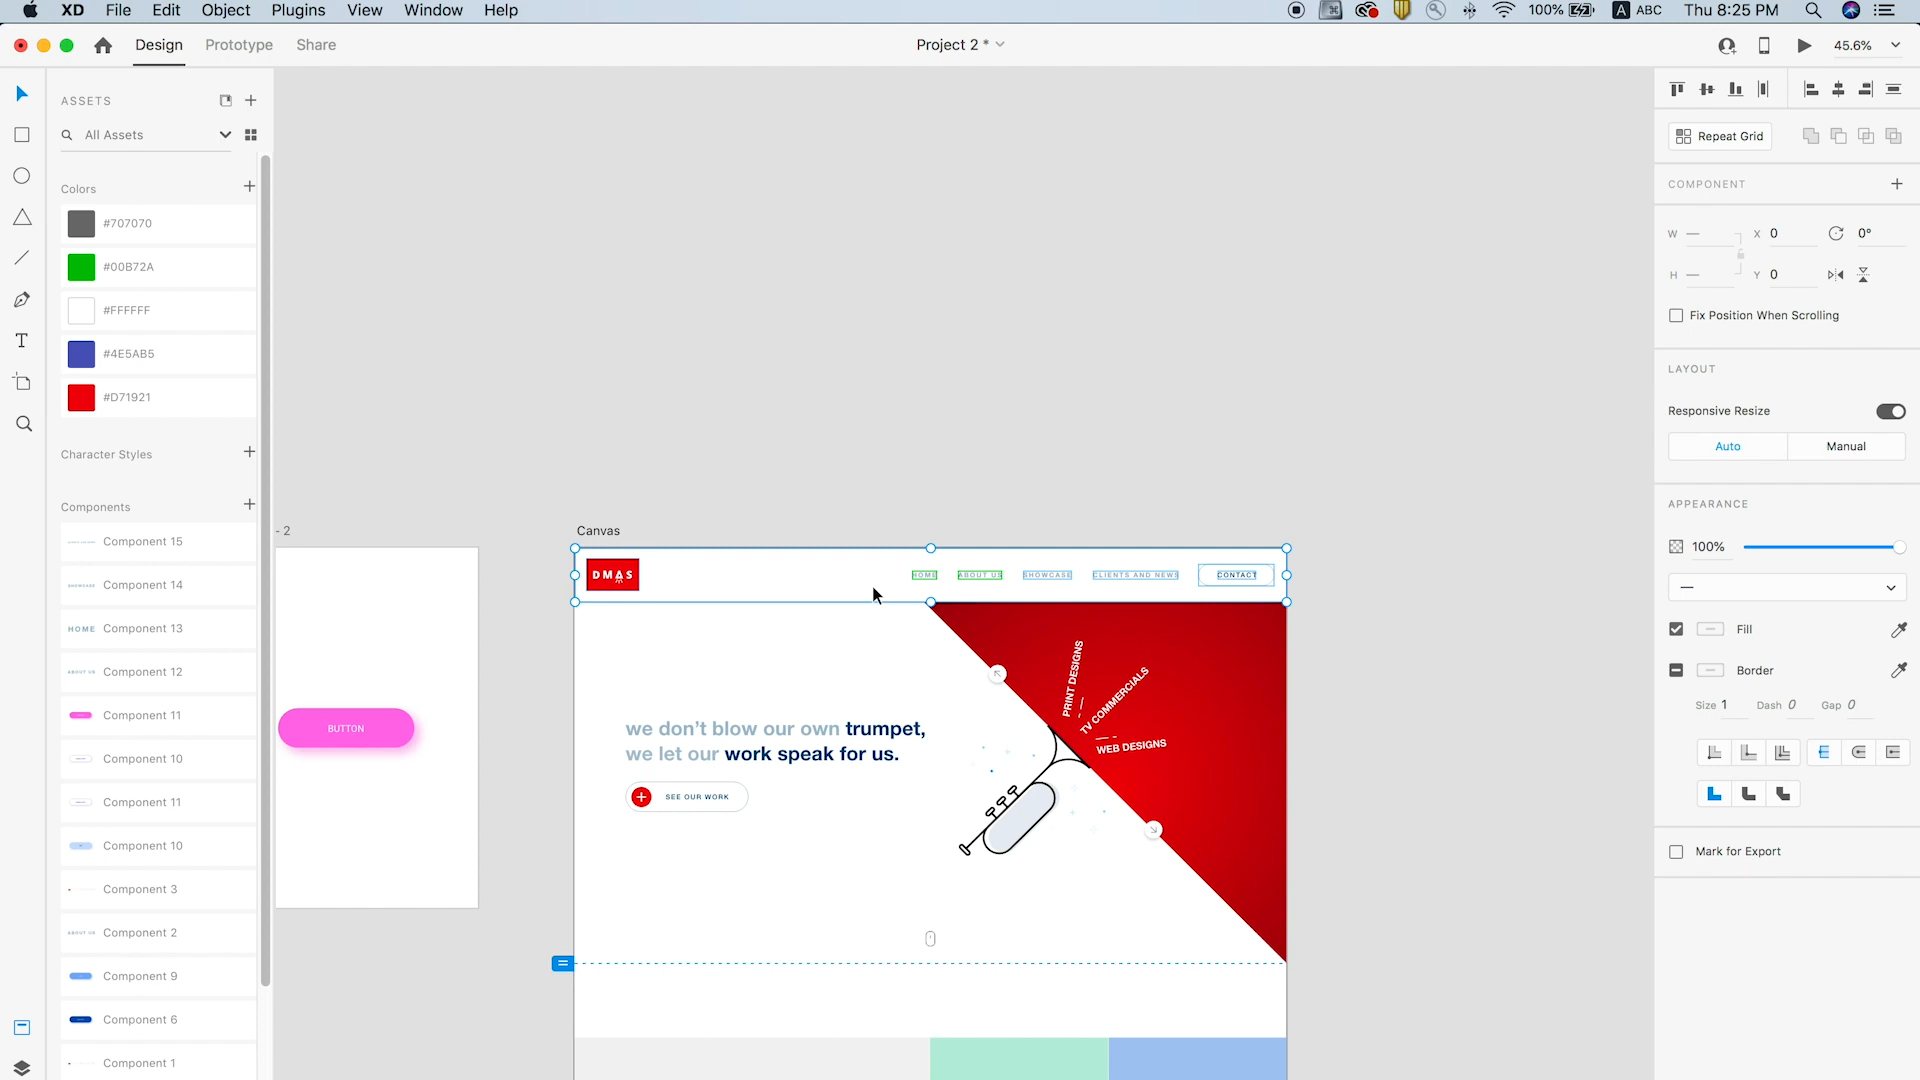 XD File Edit Object Plugins View Window Help
100% A ABC Thu 8:25 PM
Design Prototype Share
Project 2 *
45.6%
ASSETS
All Assets
Colors
#707070
#00B72A
#FFFFFF
#4E5AB5
#D71921
Character Styles
Components
Component 15
SHOWCASE Component 14
HOME Component 13
ABOUT US Component 12
Component 11
Component 10
Component 11
Component 10
Component 3
ABOUT US Component 2
Component 9
Component 6
Component 1
- 2
BUTTON
Canvas
DMAS
HOME ABOUT US SHOWCASE CLIENTS AND NEWS CONTACT
PRINT DESIGNS
TV COMMERCIALS
WEB DESIGNS
we don’t blow our own trumpet,
we let our work speak for us.
SEE OUR WORK
Repeat Grid
COMPONENT
W — X 0 0°
H — Y 0
Fix Position When Scrolling
LAYOUT
Responsive Resize
Auto Manual
APPEARANCE
100%
—
Fill
Border
Size 1 Dash 0 Gap 0
Mark for Export